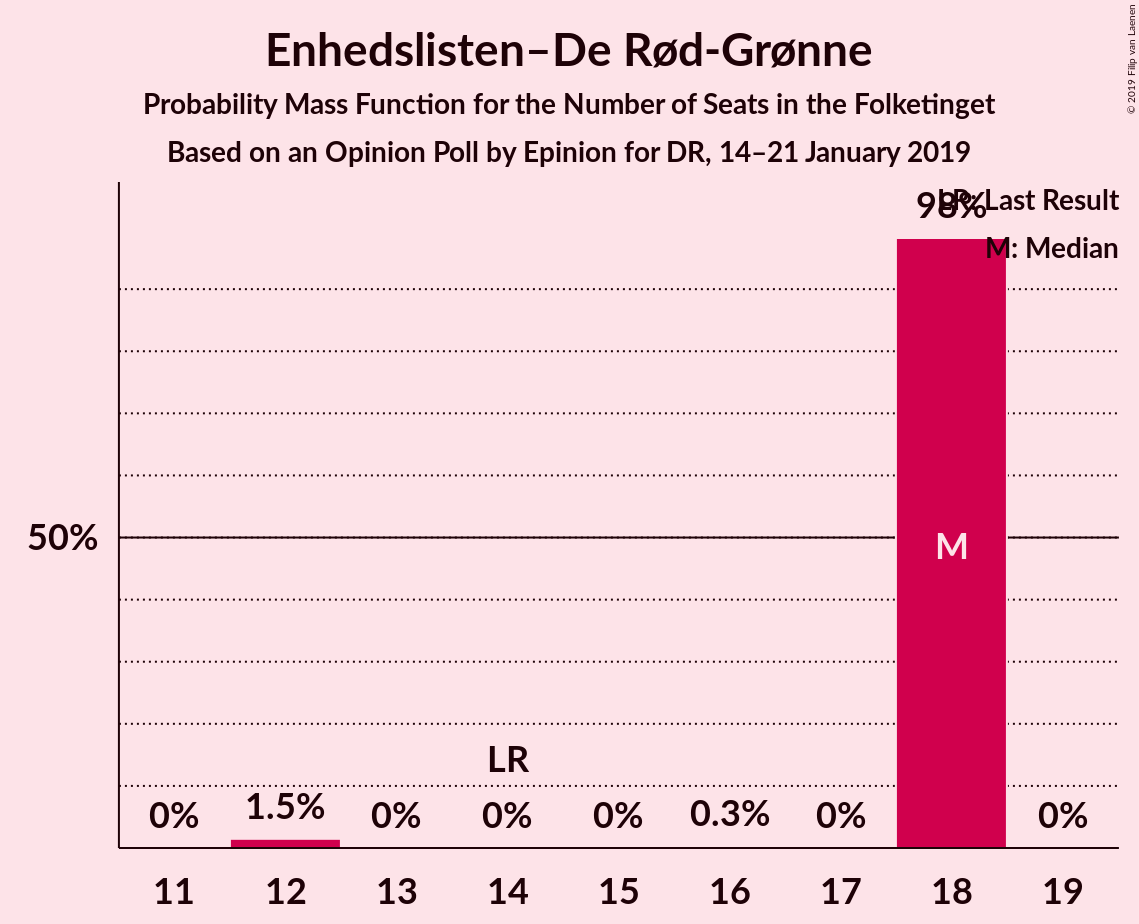 Enhedslisten–De Rød-Grønne
Probability Mass Function for the Number of Seats in the Folketinget
Based on an Opinion Poll by Epinion for DR, 14–21 January 2019
© 2019 Filip van Laenen
LR: Last Result
M: Median
98%
50%
M
LR
0%
1.5%
0%
0%
0%
0.3%
0%
0%
11 12 13 14 15 16 17 18 19